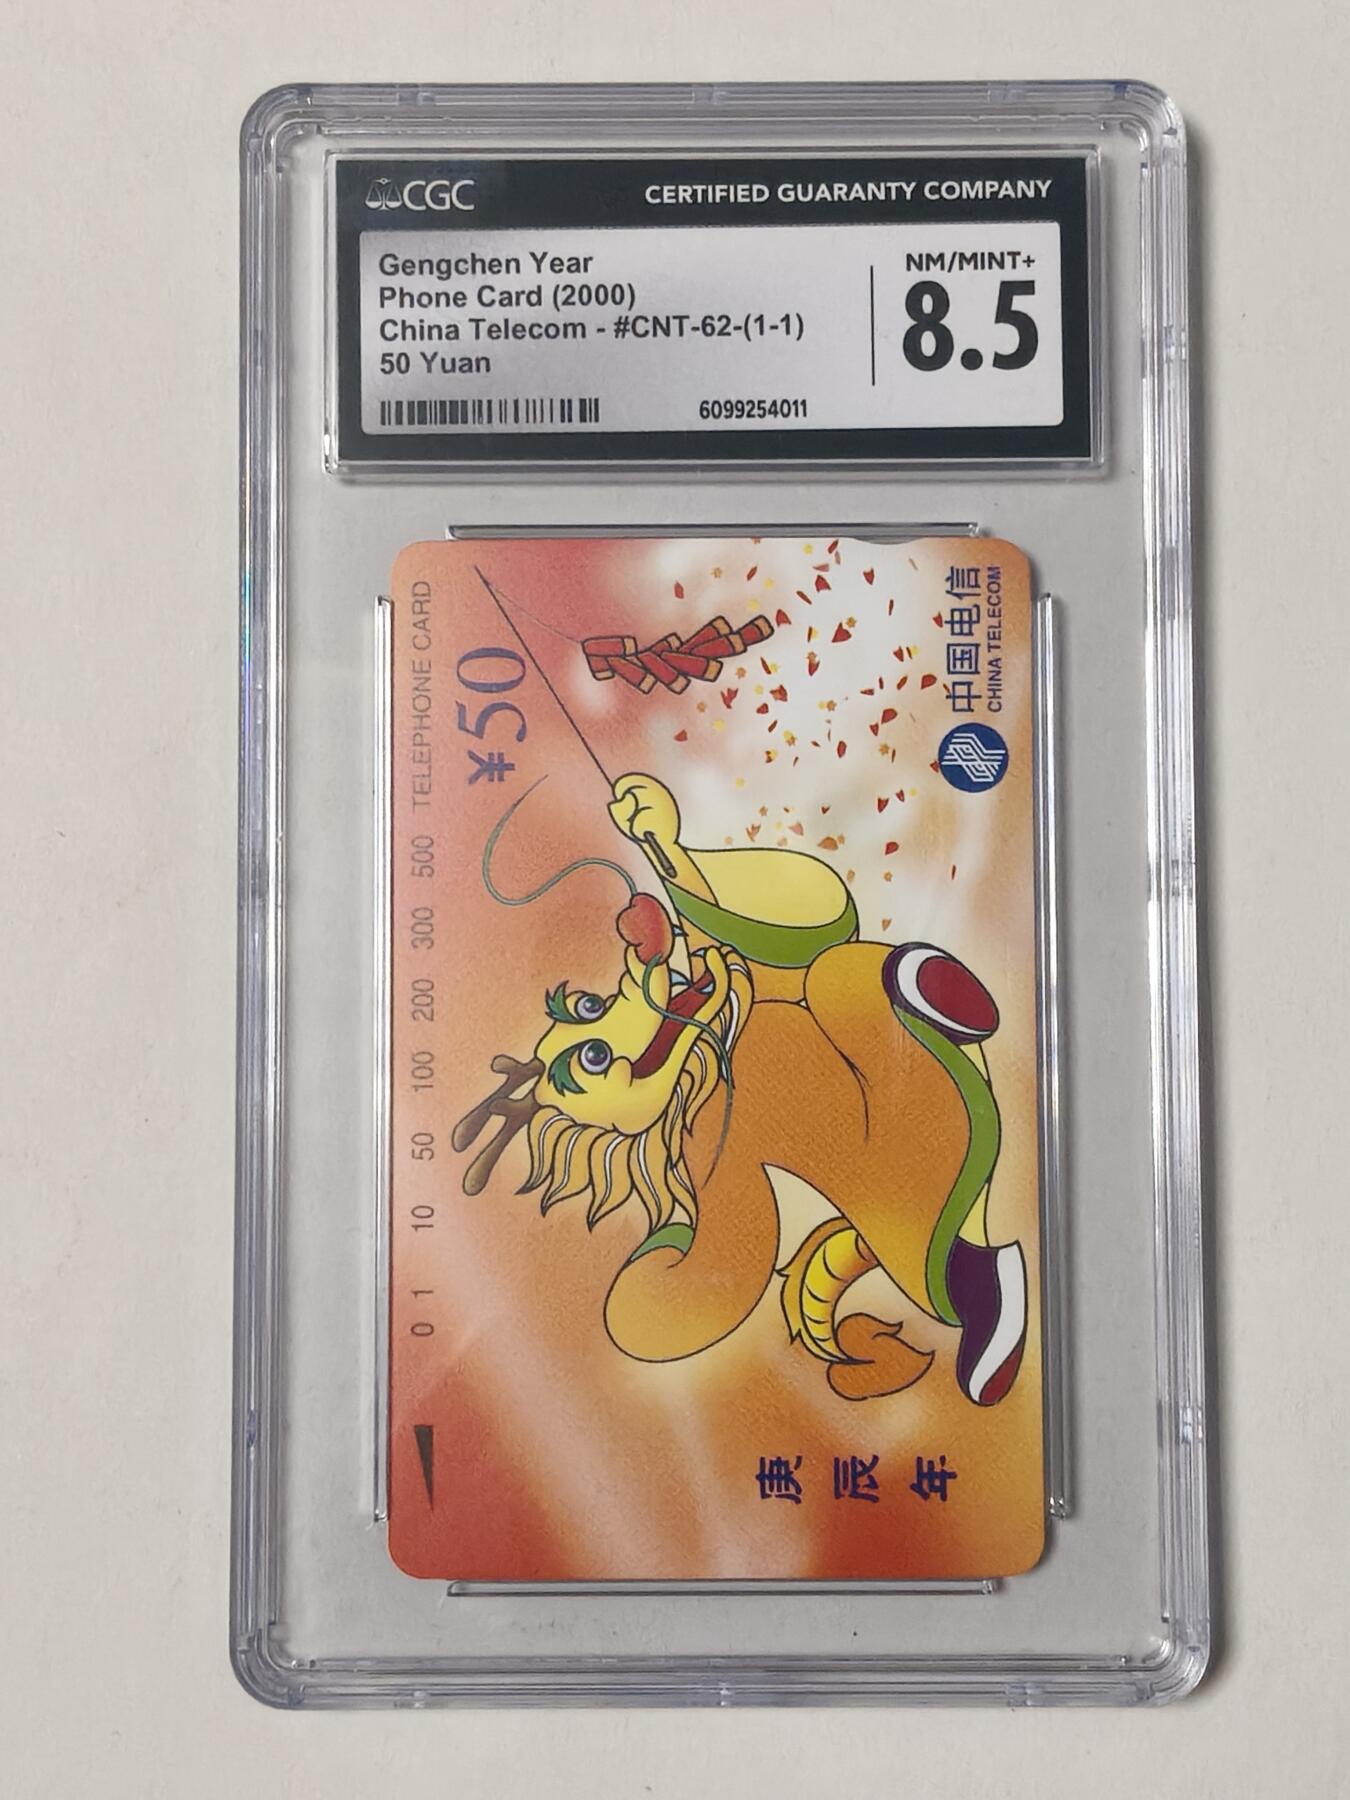 CGC
CERTIFIED GUARANTY COMPANY
Gengchen Year
Phone Card (2000)
China Telecom - #CNT-62-(1-1)
50 Yuan
NM/MINT+
8.5
6099254011
0 1 10 50 100 200 300 500 TELEPHONE CARD
¥50
中国电信
CHINA TELECOM
庚辰年